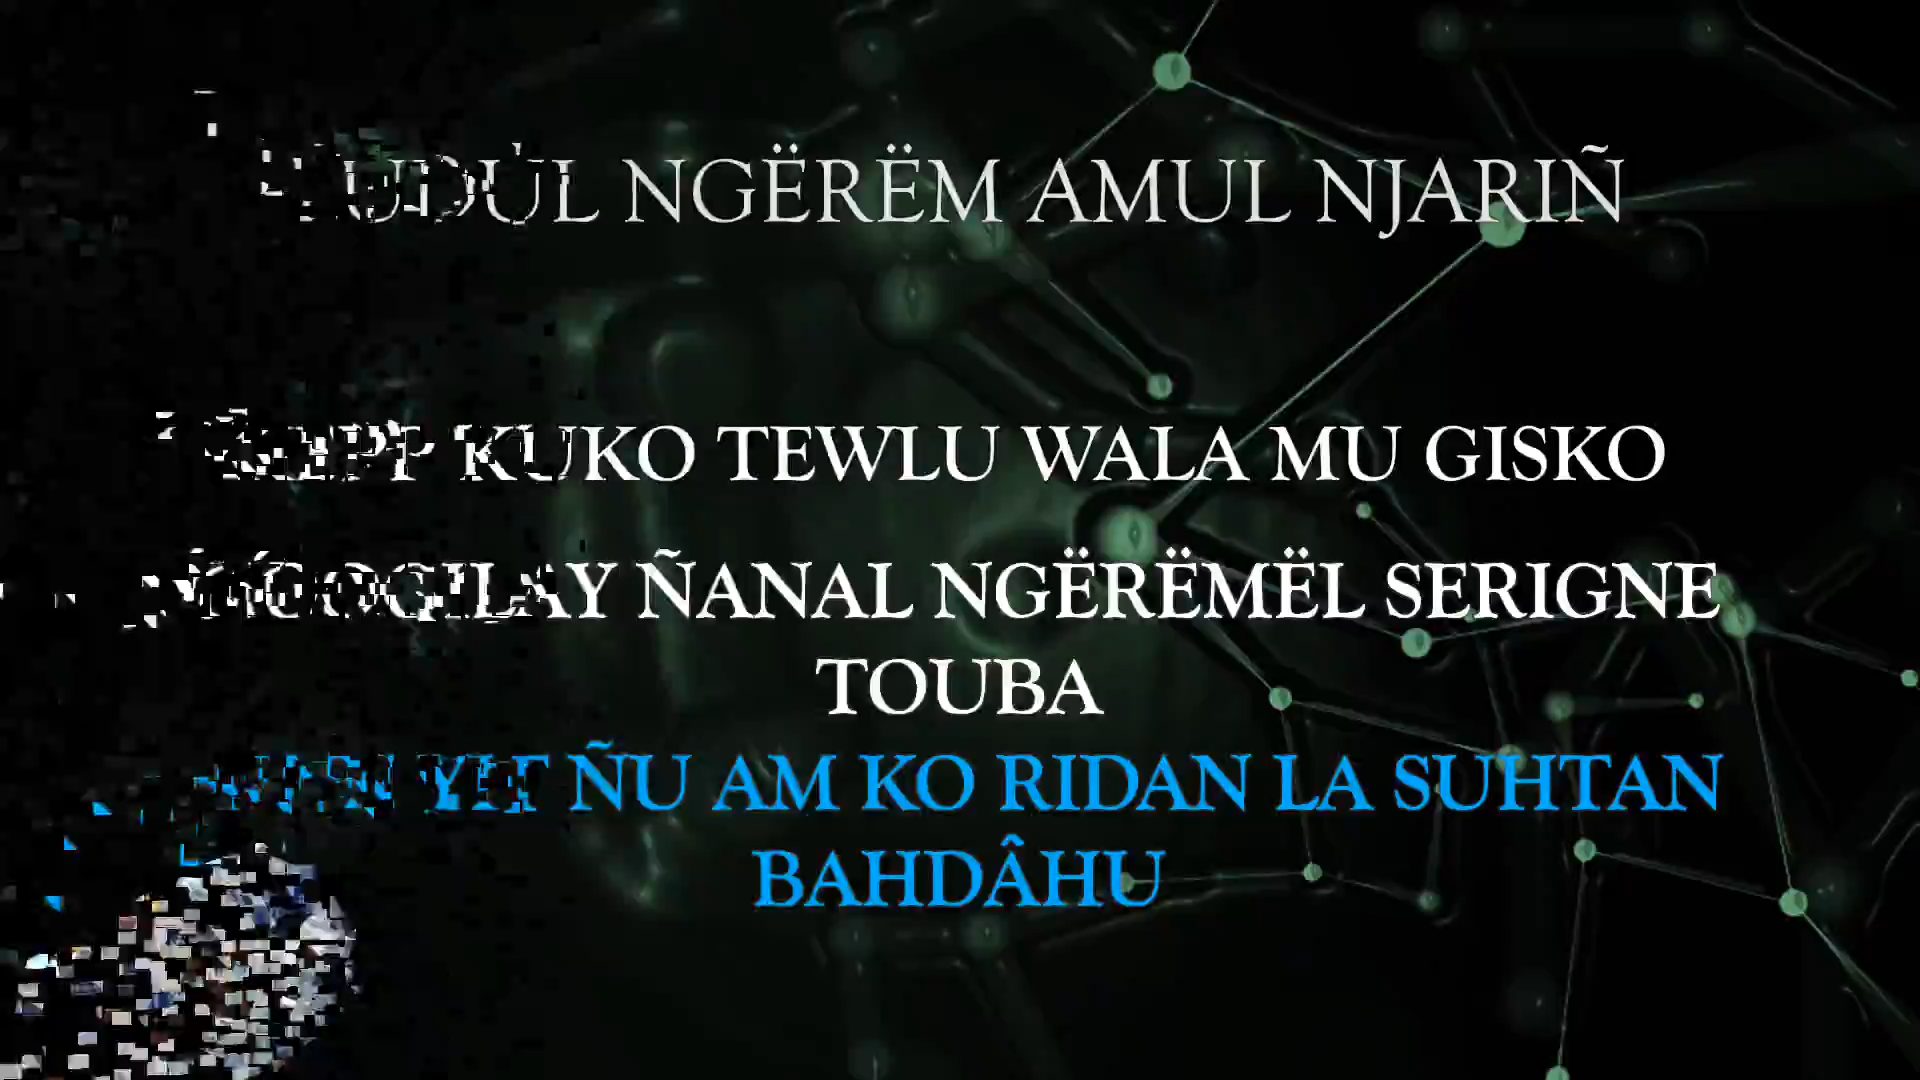 NGËRËM AMUL NJARIÑ
KUKO TEWLU WALA MU GISKO
ÑANAL NGËRËMËL SERIGNE
TOUBA
ÑU AM KO RIDAN LA SUHTAN
BAHDÂHU